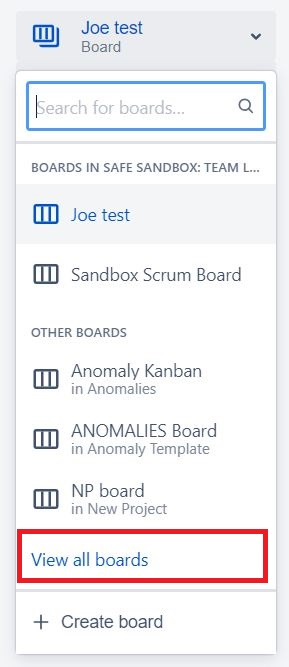 Joe test
Board
Search for boards...
BOARDS IN SAFE SANDBOX: TEAM L...
Joe test
Sandbox Scrum Board
OTHER BOARDS
Anomaly Kanban
in Anomalies
ANOMALIES Board
in Anomaly Template
NP board
in New Project
View all boards
Create board